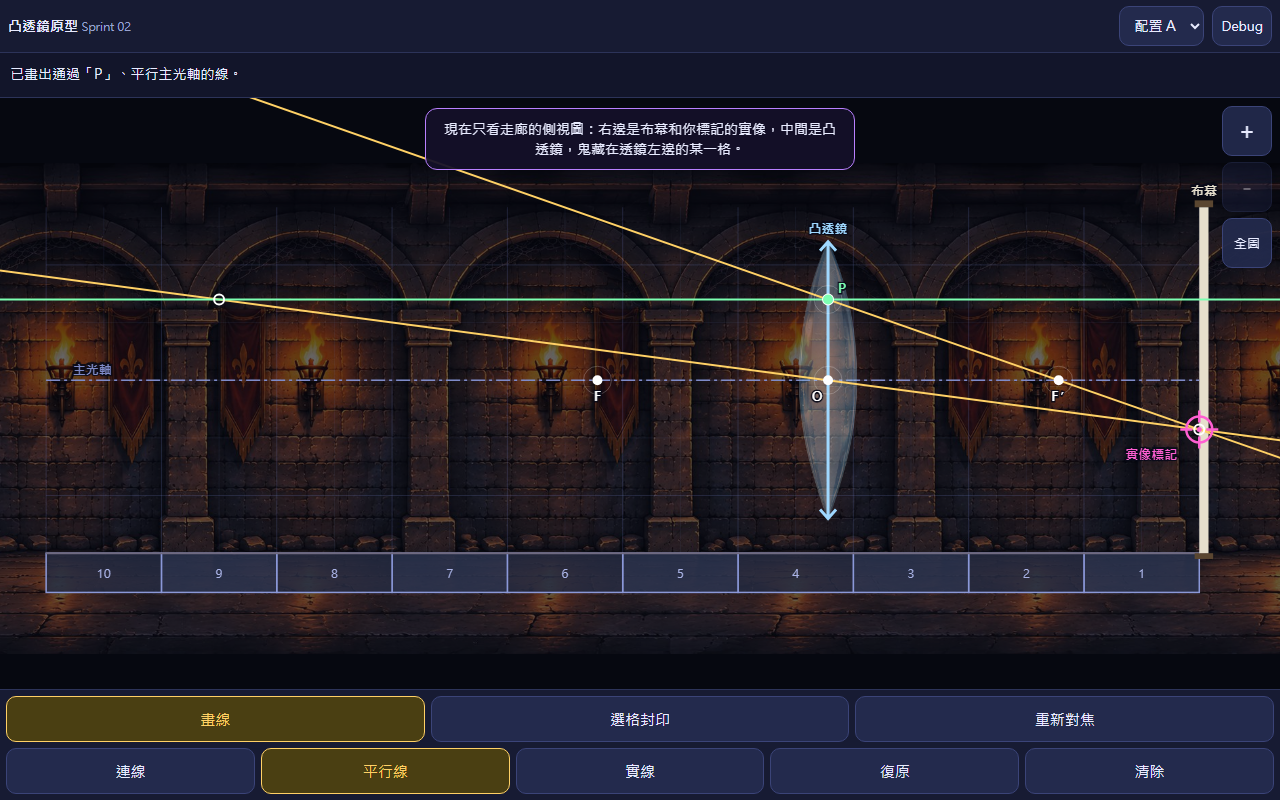 凸透鏡原型 Sprint 02
配置 A
Debug
已畫出通過「P」、平行主光軸的線。
現在只看走廊的側視圖：右邊是布幕和你標記的實像，中間是凸
透鏡，鬼藏在透鏡左邊的某一格。
+
−
全圖
布幕
凸透鏡
P
主光軸
F
O
F′
實像標記
10 9 8 7 6 5 4 3 2 1
畫線 選格封印 重新對焦
連線 平行線 實線 復原 清除